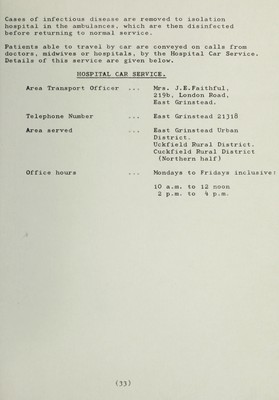 Cases of infectious disease are removed to isolation
hospital in the ambulances, which are then disinfected
before returning to normal service.
Patients able to travel by car are conveyed on calls from
doctors, midwives or hospitals, by the Hospital Car Service.
Details of this service are given below.
HOSPITAL CAR SERVICE.
Area Transport Officer ... Mrs. J.E.Faithful,
219b, London Road,
East Grinstead.
Telephone Number ... East Grinstead 21318
Area served ... East Grinstead Urban
District.
Uckfield Rural District.
Cuckfield Rural District
(Northern half)
Office hours ... Mondays to Fridays inclusive:
10 a.m. to 12 noon
2 p.m. to 4 p.m.
(33)